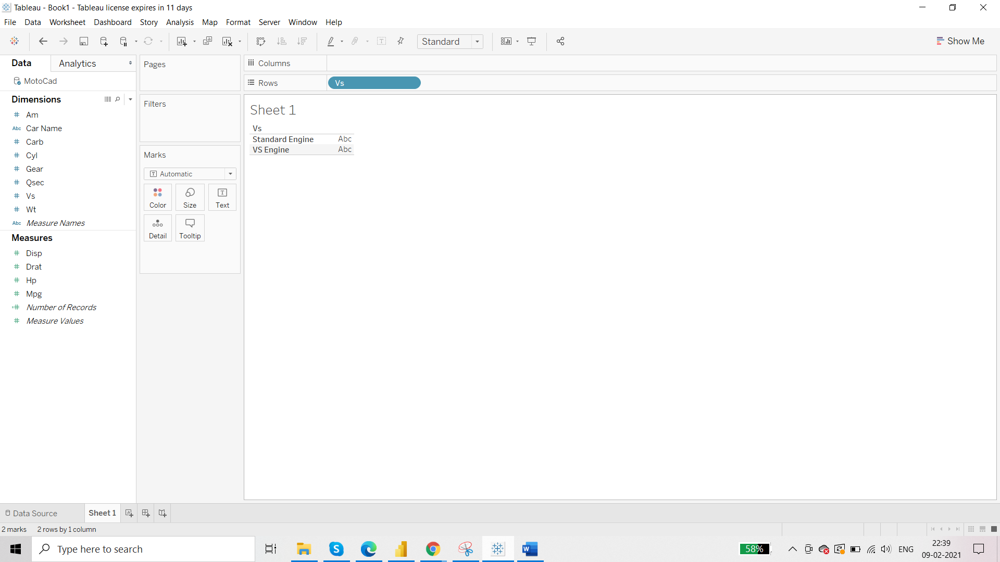 Tableau - Book1 - Tableau license expires in 11 days
File Data Worksheet Dashboard Story Analysis Map Format Server Window Help
Standard
Show Me
Data Analytics
MotoCad
Dimensions
# Am
Abc Car Name
# Carb
# Cyl
# Gear
# Qsec
# Vs
# Wt
Abc Measure Names
Measures
# Disp
# Drat
# Hp
# Mpg
=# Number of Records
# Measure Values
Pages
Filters
Marks
T Automatic
Color Size Text
Detail Tooltip
Columns
Rows Vs
Sheet 1
Vs
Standard Engine Abc
VS Engine Abc
Data Source Sheet 1
2 marks 2 rows by 1 column
Type here to search
58%
ENG
22:39
09-02-2021